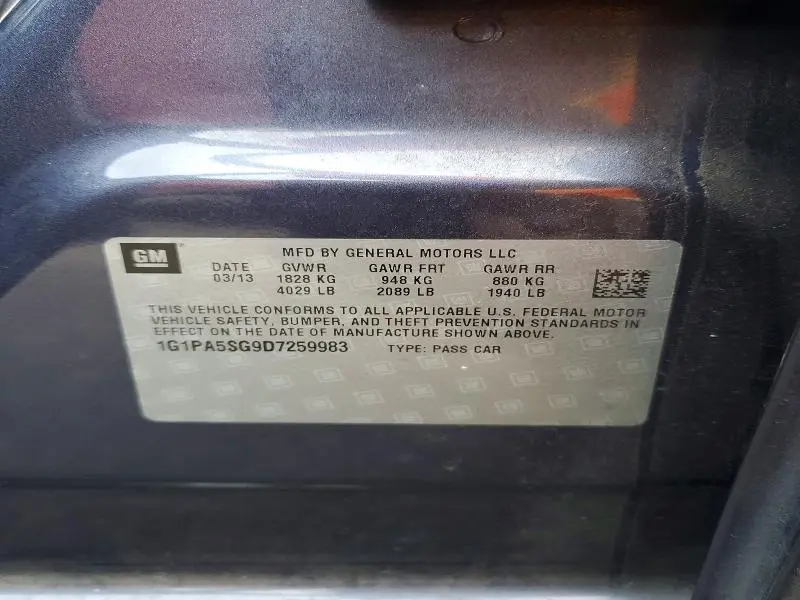 GM
MFD BY GENERAL MOTORS LLC
DATE GVWR GAWR FRT GAWR RR
03/13 1828 KG 948 KG 880 KG
4029 LB 2089 LB 1940 LB
THIS VEHICLE CONFORMS TO ALL APPLICABLE U.S. FEDERAL MOTOR
VEHICLE SAFETY, BUMPER, AND THEFT PREVENTION STANDARDS IN
EFFECT ON THE DATE OF MANUFACTURE SHOWN ABOVE.
1G1PA5SG9D7259983 TYPE: PASS CAR